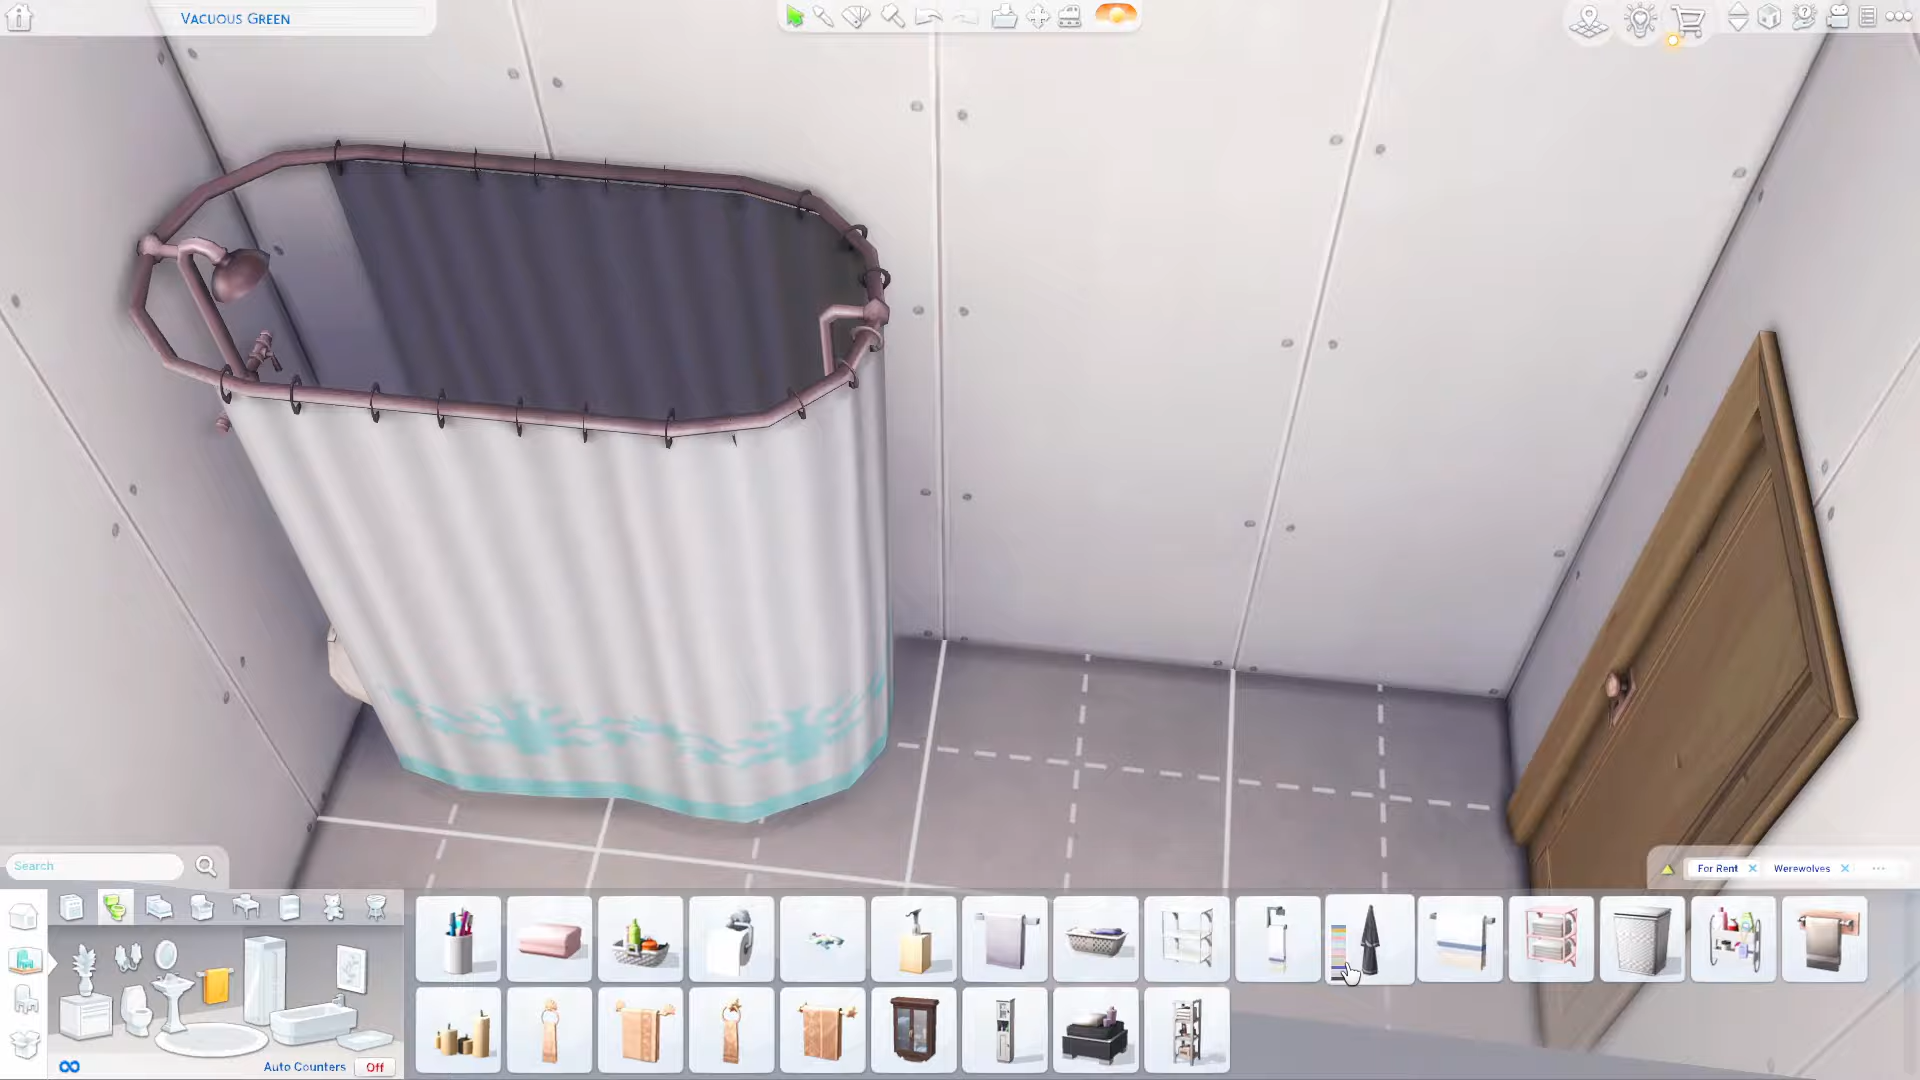 Vacuous Green
Search
For Rent
Werewolves
Auto Counters
Off